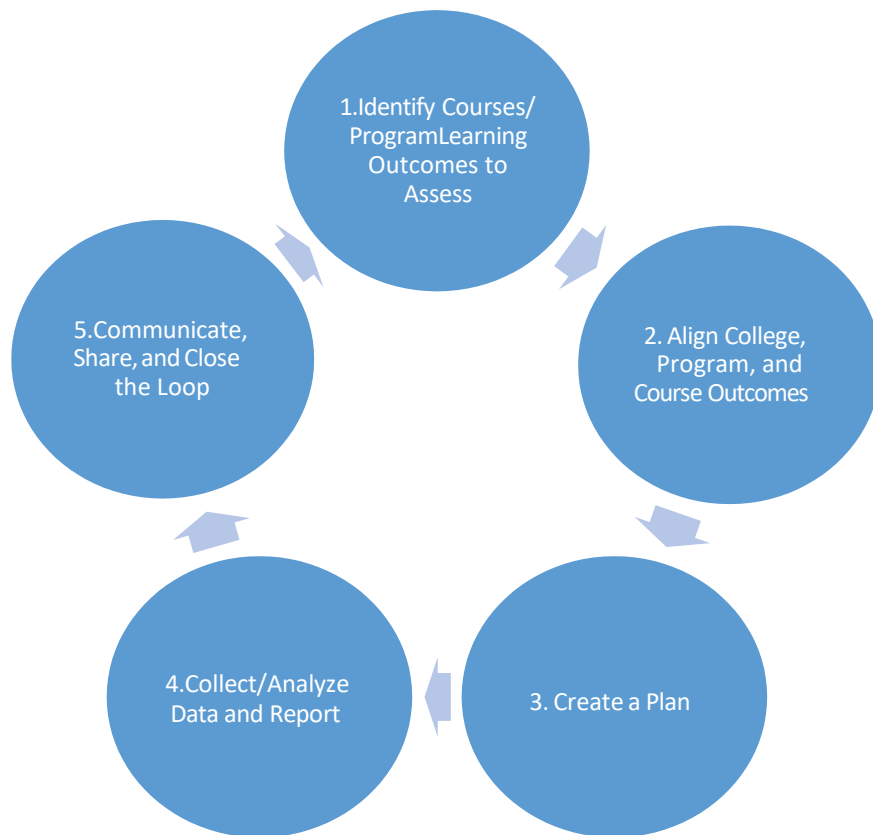 1.Identify Courses/
ProgramLearning
Outcomes to
Assess
2. Align College,
Program, and
Course Outcomes
3. Create a Plan
4.Collect/Analyze
Data and Report
5.Communicate,
Share, and Close
the Loop